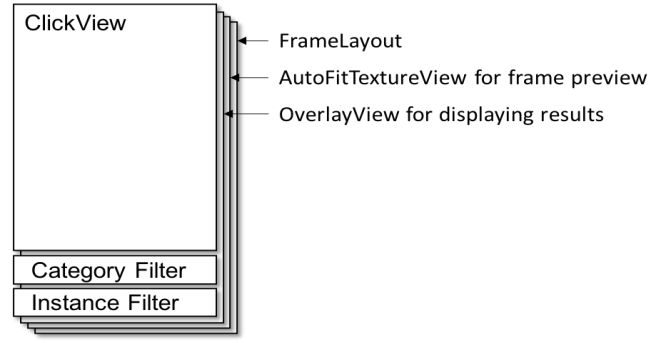 ClickView
FrameLayout
AutoFitTextureView for frame preview
OverlayView for displaying results
Category Filter
Instance Filter